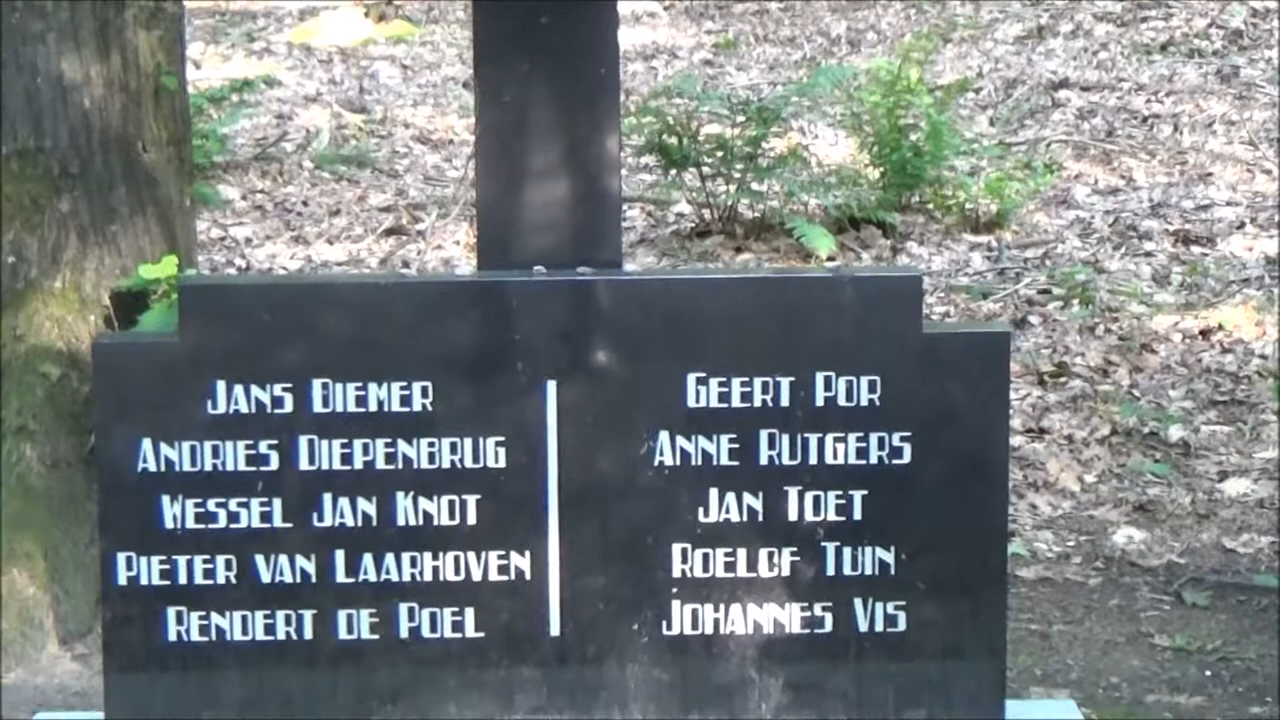 JANS DIEMER
ANDRIES DIEPENBRUG
WESSEL JAN KNOT
PIETER VAN LAARHOVEN
RENDERT DE POEL
GEERT POR
ANNE RUTGERS
JAN TOET
ROELOF TUIN
JOHANNES VIS